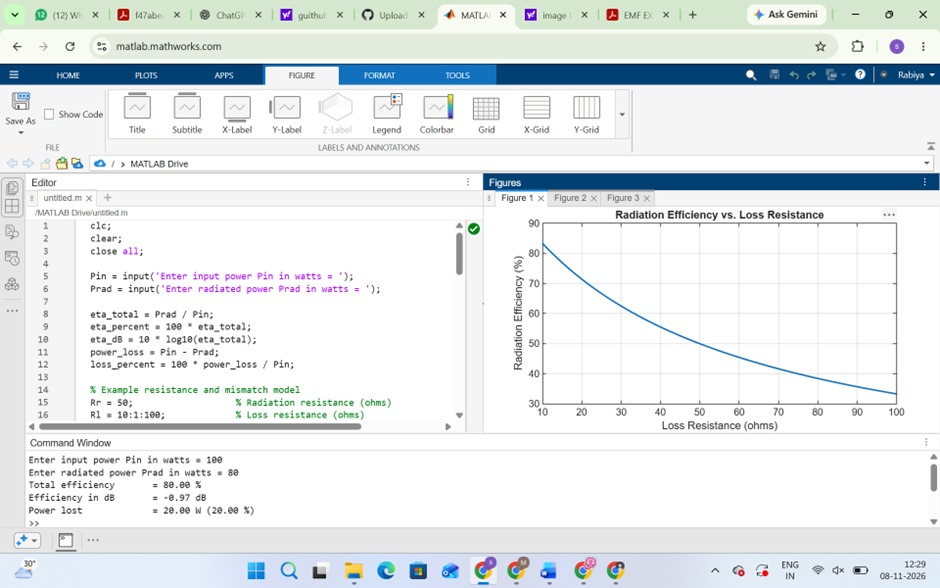 (12) Wh
f47abe
ChatGP
guithub
Upload
MATLA
image
EMF EX
Ask Gemini
matlab.mathworks.com
S
HOME PLOTS APPS FIGURE FORMAT TOOLS
Rabiya
Save As
Show Code
Title Subtitle X-Label Y-Label Z-Label Legend Colorbar Grid X-Grid Y-Grid
FILE
LABELS AND ANNOTATIONS
/ > MATLAB Drive
Editor
untitled.m
/MATLAB Drive/untitled.m
1 clc;
2 clear;
3 close all;
4
5 Pin = input('Enter input power Pin in watts = ');
6 Prad = input('Enter radiated power Prad in watts = ');
7
8 eta_total = Prad / Pin;
9 eta_percent = 100 * eta_total;
10 eta_dB = 10 * log10(eta_total);
11 power_loss = Pin - Prad;
12 loss_percent = 100 * power_loss / Pin;
13
14 % Example resistance and mismatch model
15 Rr = 50; % Radiation resistance (ohms)
16 Rl = 10:1:100; % Loss resistance (ohms)
Figures
Figure 1 Figure 2 Figure 3
Radiation Efficiency vs. Loss Resistance
Radiation Efficiency (%)
90
80
70
60
50
40
30
10 20 30 40 50 60 70 80 90 100
Loss Resistance (ohms)
Command Window
Enter input power Pin in watts = 100
Enter radiated power Prad in watts = 80
Total efficiency = 80.00 %
Efficiency in dB = -0.97 dB
Power lost = 20.00 W (20.00 %)
>>
30°
ENG
IN
12:29
08-11-2026